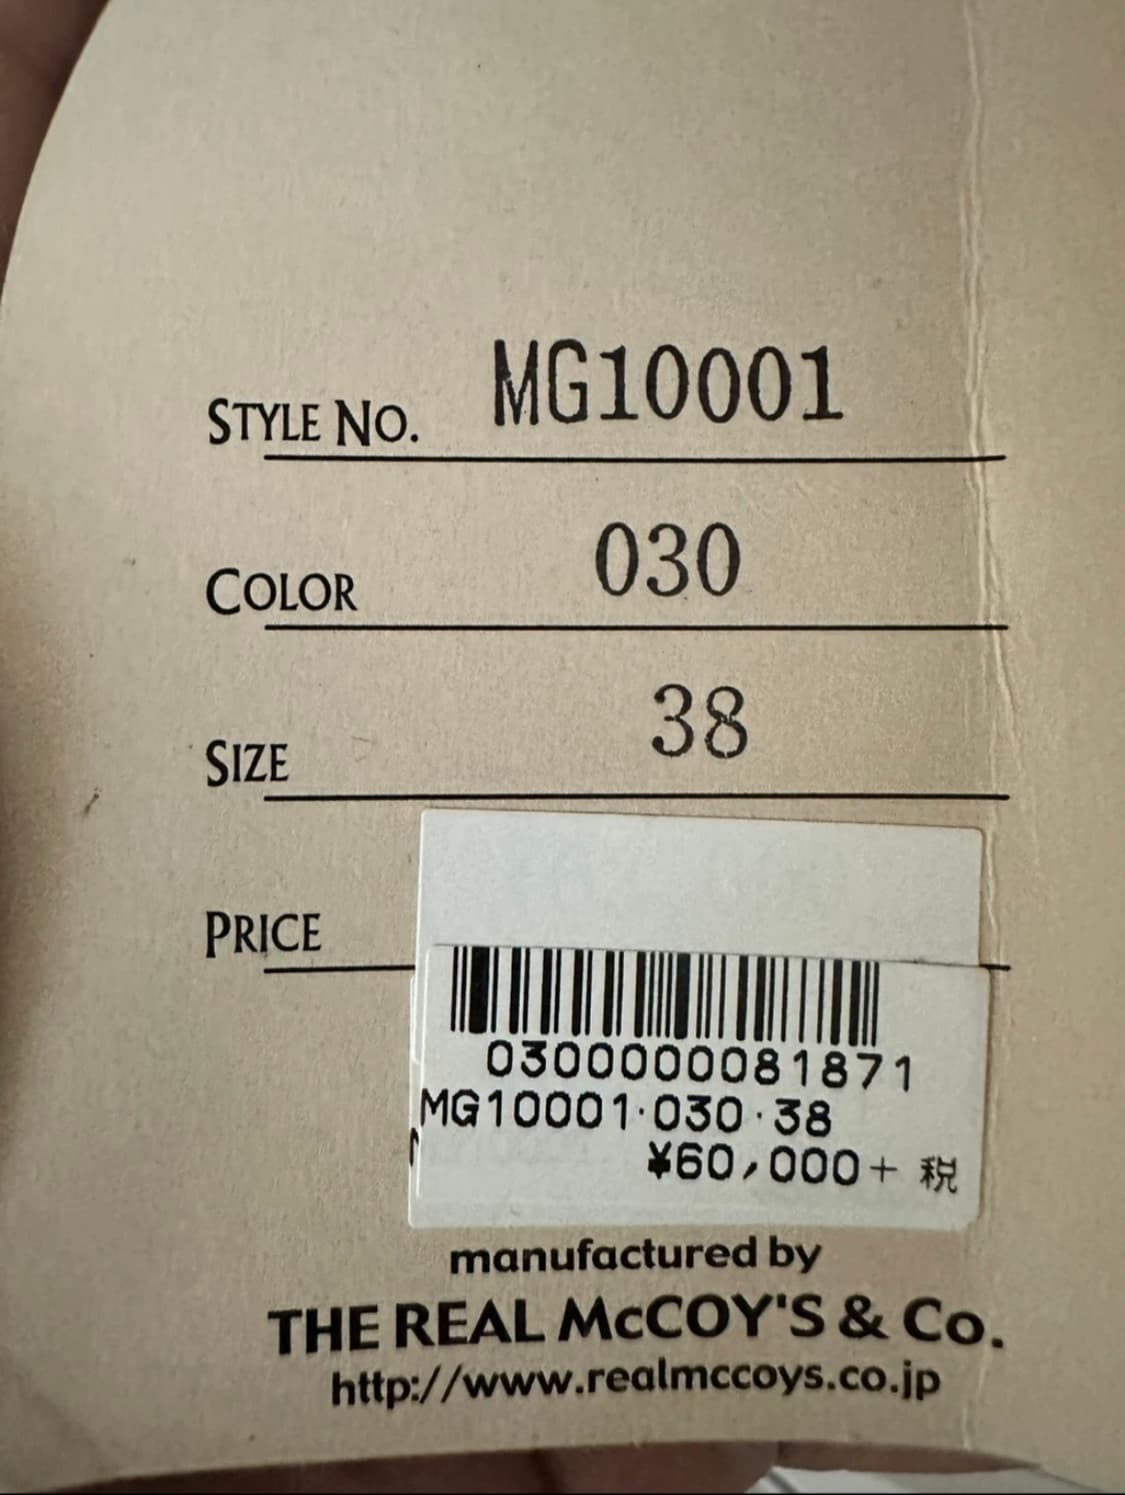 STYLE NO. MG10001
COLOR 030
SIZE 38
PRICE
0300000081871
MG10001·030·38
¥60,000+ 税
manufactured by
THE REAL McCOY'S & Co.
http://www.realmccoys.co.jp